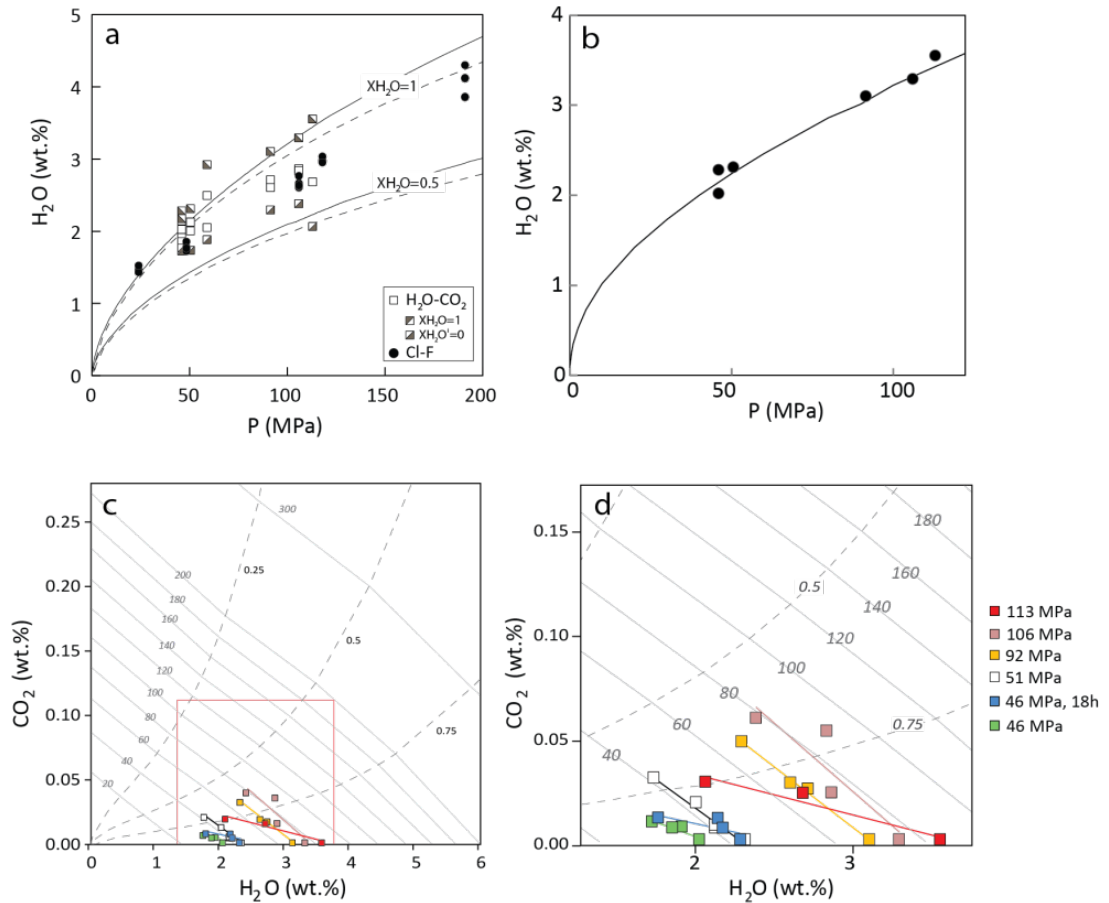 a
5
4
3
2
1
0
H₂O (wt.%)
XH₂O=1
XH₂O=0.5
H₂O-CO₂
XH₂O=1
XH₂O'=0
Cl-F
0 50 100 150 200
P (MPa)
b
4
3
2
1
0
H₂O (wt.%)
0 50 100
P (MPa)
c
0.25
0.20
0.15
0.10
0.05
0.00
CO₂ (wt.%)
300
200
180
160
140
120
100
80
60
40
20
0.25
0.5
0.75
0 1 2 3 4 5 6
H₂O (wt.%)
d
0.15
0.10
0.05
0.00
CO₂ (wt.%)
180
160
140
120
100
80
60
40
0.5
0.75
2 3
H₂O (wt.%)
113 MPa
106 MPa
92 MPa
51 MPa
46 MPa, 18h
46 MPa